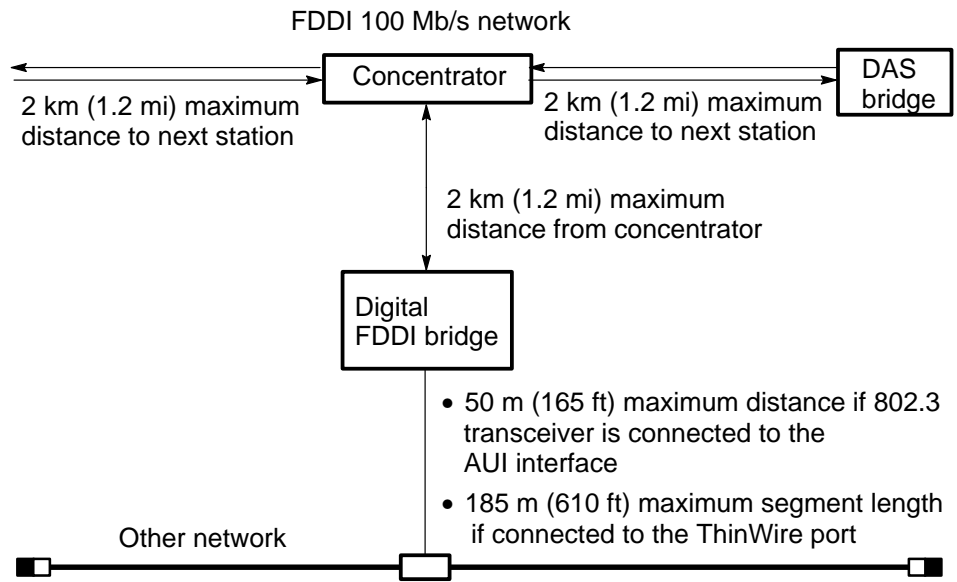 FDDI 100 Mb/s network
Concentrator
DAS
bridge
2 km (1.2 mi) maximum
distance to next station
2 km (1.2 mi) maximum
distance to next station
2 km (1.2 mi) maximum
distance from concentrator
Digital
FDDI bridge
• 50 m (165 ft) maximum distance if 802.3
transceiver is connected to the
AUI interface
• 185 m (610 ft) maximum segment length
if connected to the ThinWire port
Other network